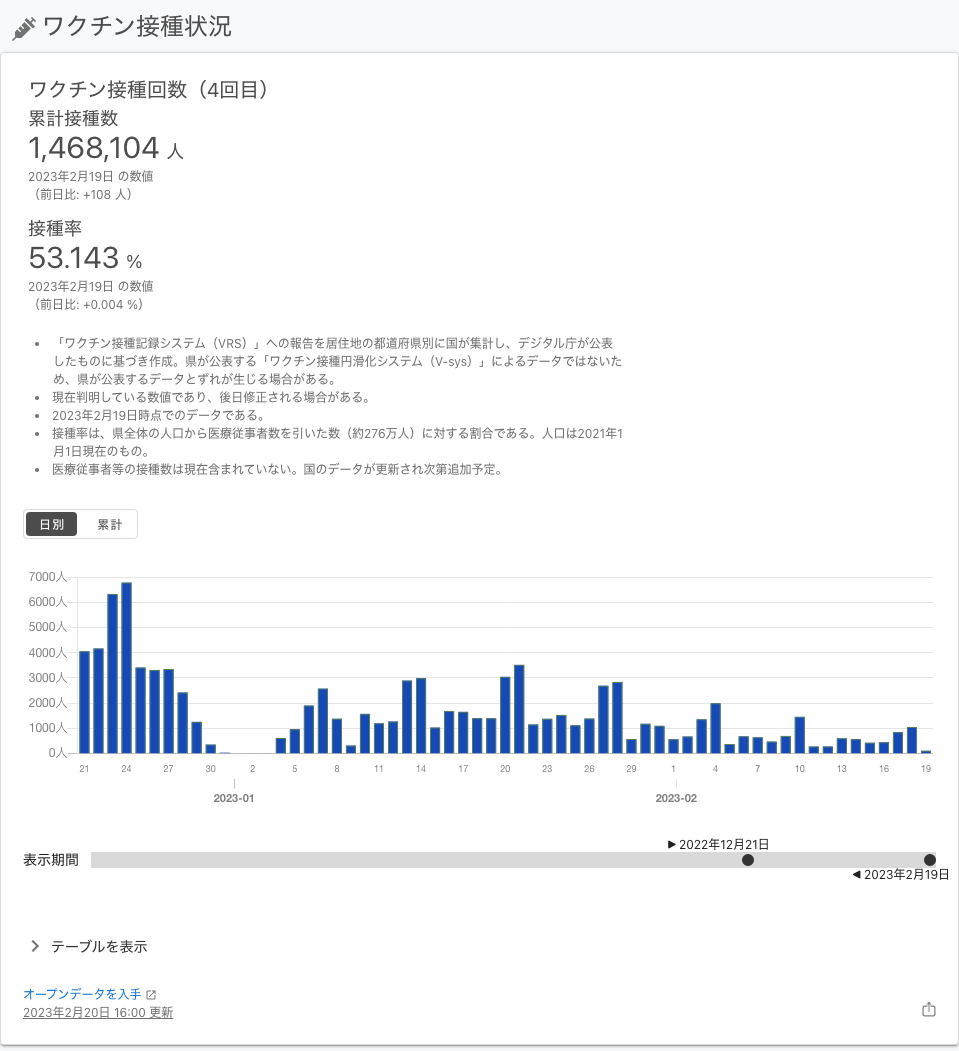 ワクチン接種状況
ワクチン接種回数（4回目）
累計接種数
1,468,104 人
2023年2月19日 の数値
（前日比: +108 人）
接種率
53.143 %
2023年2月19日 の数値
（前日比: +0.004 %）
• 「ワクチン接種記録システム（VRS）」への報告を居住地の都道府県別に国が集計し、デジタル庁が公表
したものに基づき作成。県が公表する「ワクチン接種円滑化システム（V-sys）」によるデータではないた
め、県が公表するデータとずれが生じる場合がある。
• 現在判明している数値であり、後日修正される場合がある。
• 2023年2月19日時点でのデータである。
• 接種率は、県全体の人口から医療従事者数を引いた数（約276万人）に対する割合である。人口は2021年1
月1日現在のもの。
• 医療従事者等の接種数は現在含まれていない。国のデータが更新され次第追加予定。
日別 累計
7000人
6000人
5000人
4000人
3000人
2000人
1000人
0人
21 24 27 30 2 5 8 11 14 17 20 23 26 29 1 4 7 10 13 16 19
2023-01 2023-02
▶ 2022年12月21日
表示期間
◀ 2023年2月19日
テーブルを表示
オープンデータを入手
2023年2月20日 16:00 更新